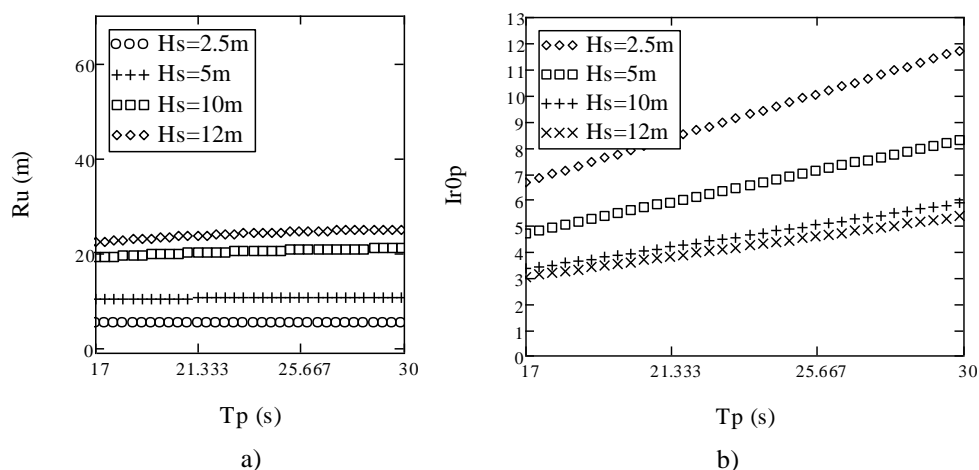 Ru (m)
60
40
20
0
Hs=2.5m
Hs=5m
Hs=10m
Hs=12m
17
21.333
25.667
30
Tp (s)
a)
Ir0p
13
12
11
10
9
8
7
6
5
4
3
2
1
0
Hs=2.5m
Hs=5m
Hs=10m
Hs=12m
17
21.333
25.667
30
Tp (s)
b)